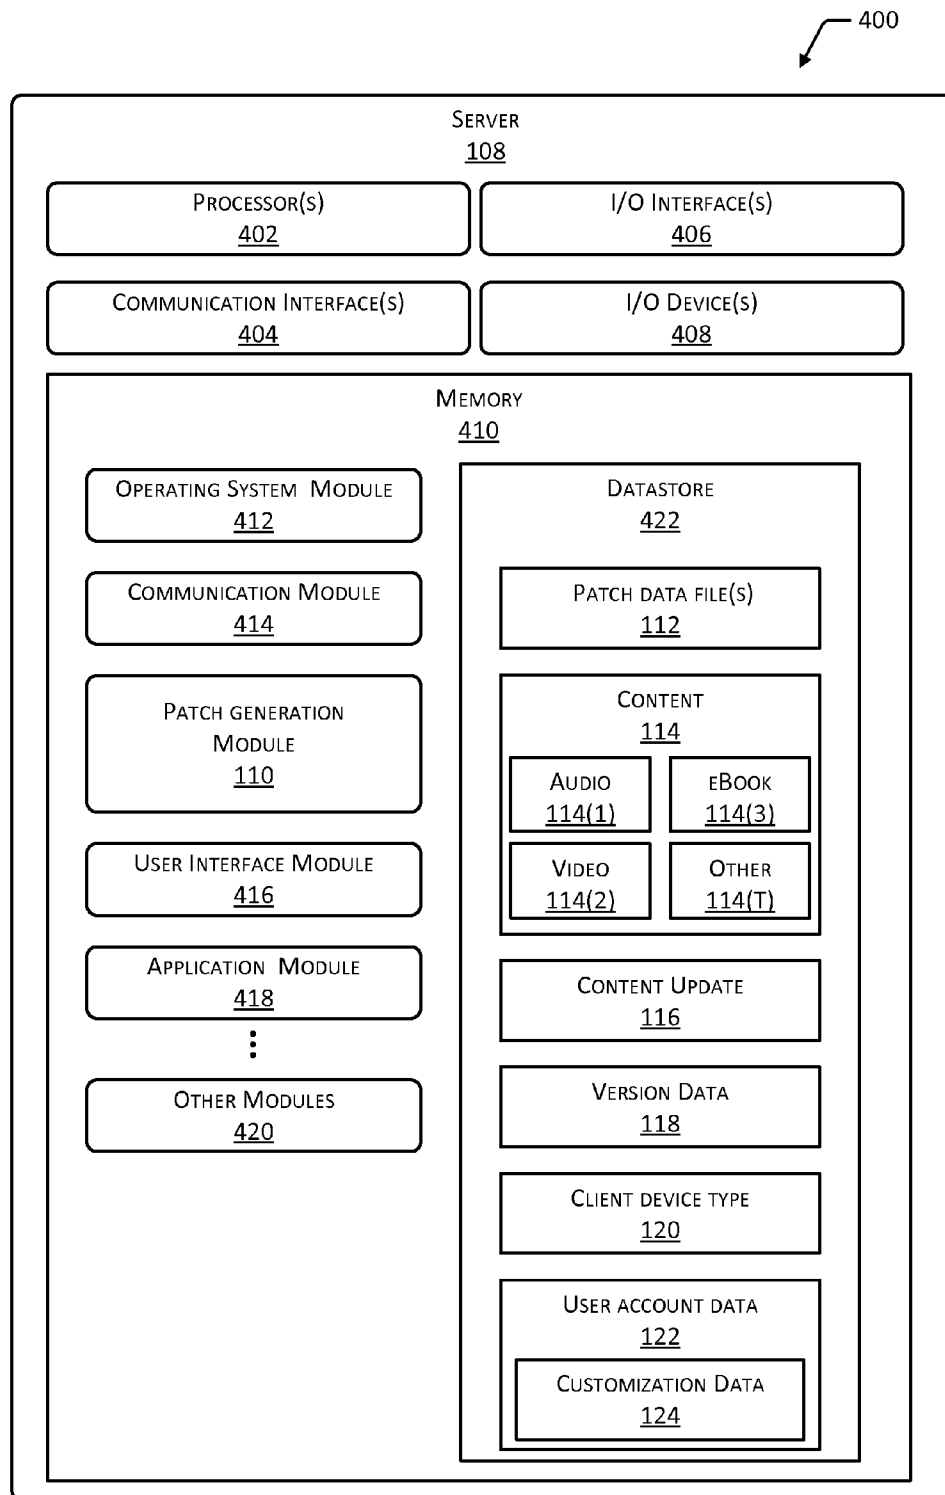 400
SERVER
108
PROCESSOR(S)
402
I/O INTERFACE(S)
406
COMMUNICATION INTERFACE(S)
404
I/O DEVICE(S)
408
MEMORY
410
OPERATING SYSTEM MODULE
412
COMMUNICATION MODULE
414
PATCH GENERATION
MODULE
110
USER INTERFACE MODULE
416
APPLICATION MODULE
418
OTHER MODULES
420
DATASTORE
422
PATCH DATA FILE(S)
112
CONTENT
114
AUDIO
114(1)
EBOOK
114(3)
VIDEO
114(2)
OTHER
114(T)
CONTENT UPDATE
116
VERSION DATA
118
CLIENT DEVICE TYPE
120
USER ACCOUNT DATA
122
CUSTOMIZATION DATA
124